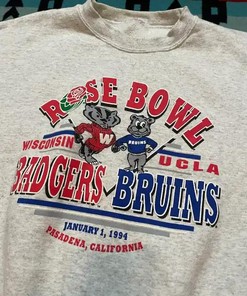 ROSE BOWL
WISCONSIN UCLA
W BRUINS
BADGERS BRUINS
JANUARY 1, 1994
PASADENA, CALIFORNIA